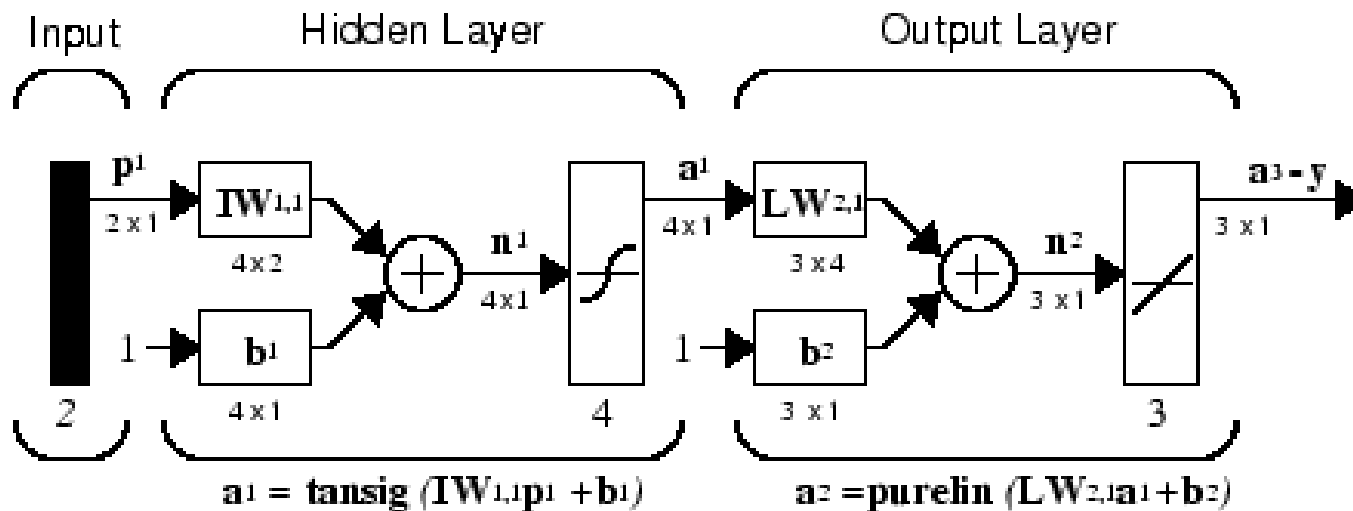 Input
Hidden Layer
Output Layer
p1
2 x 1
IW1,1
4 x 2
1
b1
4 x 1
n1
4 x 1
a1
4 x 1
LW2,1
3 x 4
1
b2
3 x 1
n2
3 x 1
a3 = y
3 x 1
2
4
3
a1 = tansig (IW1,1p1 + b1)
a2 =purelin (LW2,1a1 + b2)